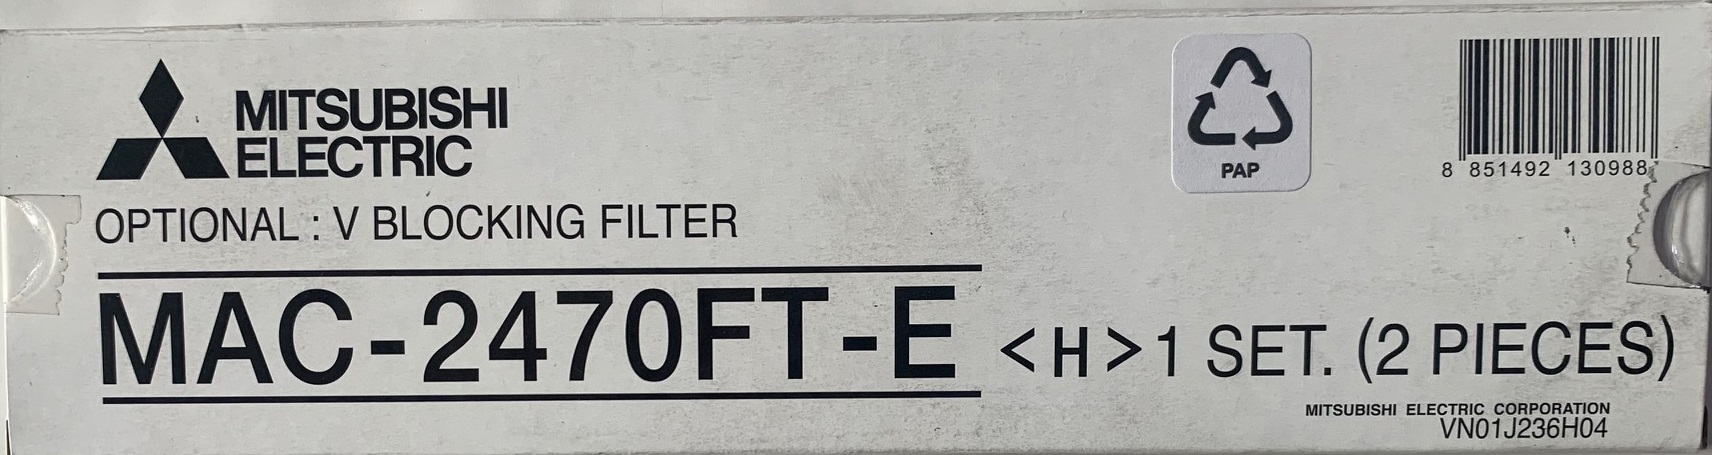 MITSUBISHI
ELECTRIC
OPTIONAL : V BLOCKING FILTER
MAC-2470FT-E <H> 1 SET. (2 PIECES)
PAP
8 851492 130988
MITSUBISHI ELECTRIC CORPORATION
VN01J236H04